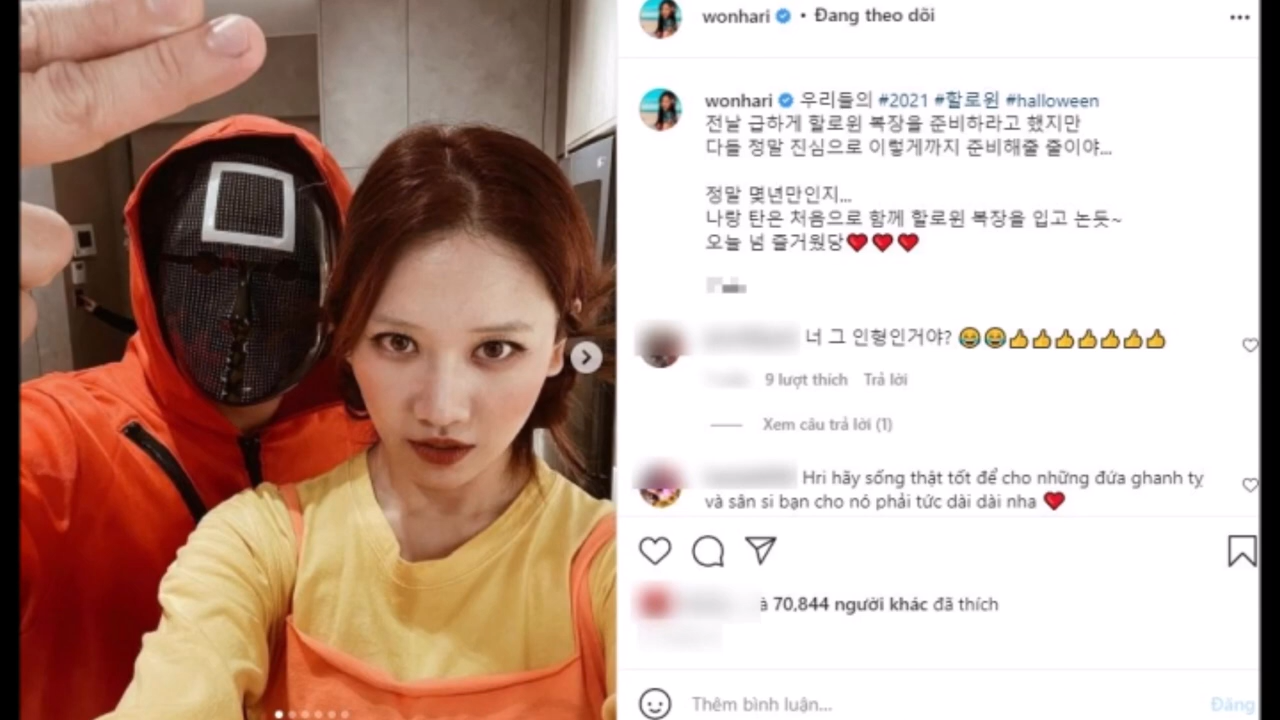 wonhari • Đang theo dõi
wonhari 우리들의 #2021 #할로윈 #halloween
전날 급하게 할로윈 복장을 준비하라고 했지만
다들 정말 진심으로 이렇게까지 준비해줄 줄이야...
정말 몇년만인지...
나랑 탄은 처음으로 함께 할로윈 복장을 입고 논듯~
오늘 넘 즐거웠당❤❤❤
너 그 인형인거야? 😂😂👍👍👍👍👍👍👍
9 lượt thích Trả lời
Xem câu trả lời (1)
Hri hãy sống thật tốt để cho những đứa ghanh tỵ
và sân si bạn cho nó phải tức dài dài nha ❤
à 70,844 người khác đã thích
Thêm bình luận...
Đăng